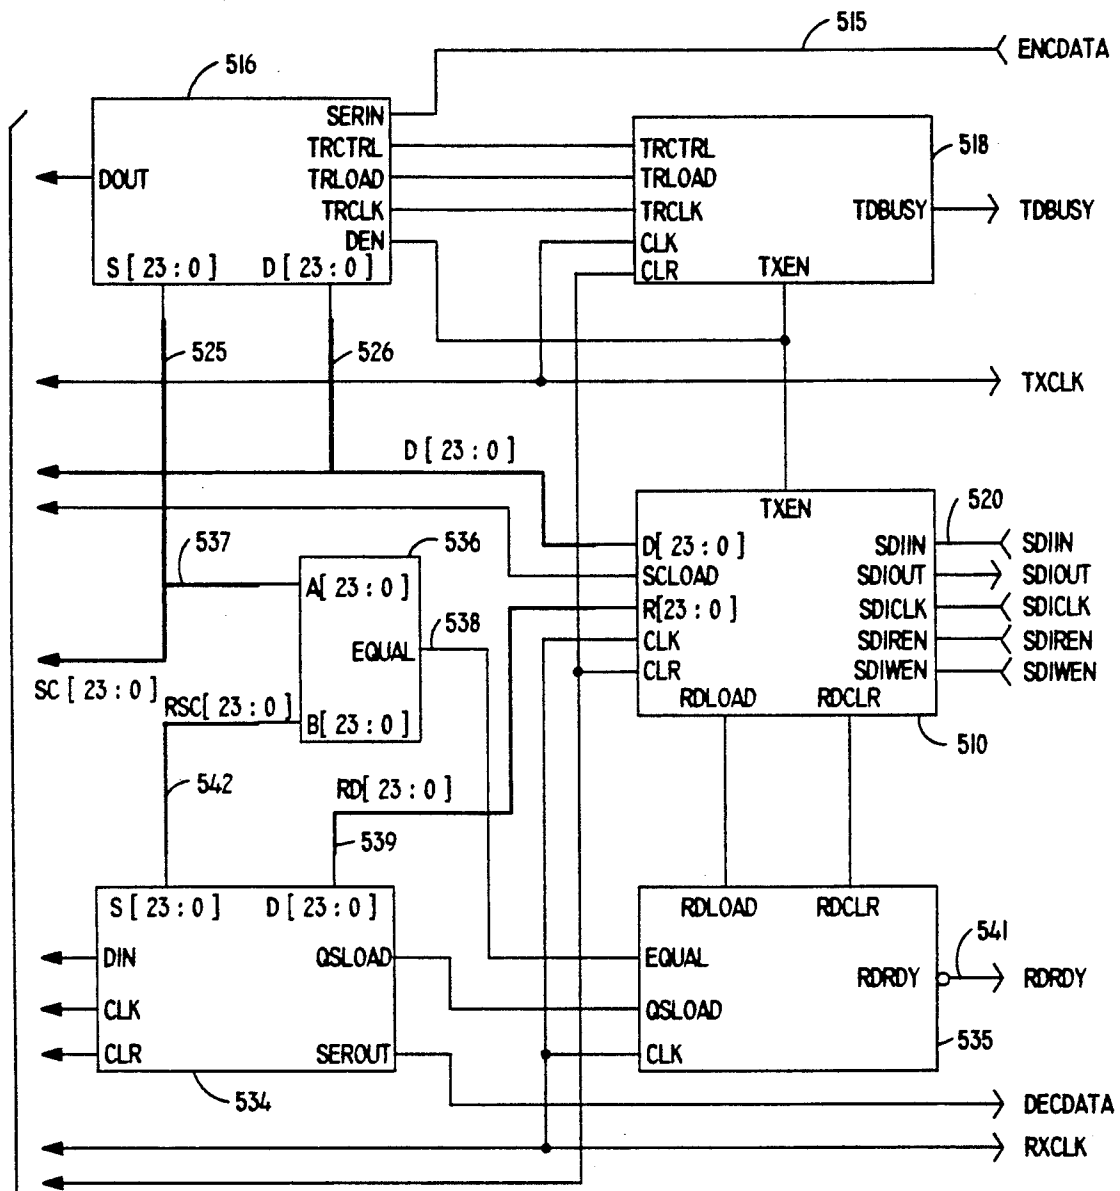 515
ENCDATA
516
SERIN
TRCTRL
TRLOAD
TRCLK
DEN
DOUT
S [ 23 : 0 ] D [ 23 : 0 ]
518
TRCTRL
TRLOAD
TRCLK
CLK
CLR
TDBUSY
TXEN
TDBUSY
525
526
TXCLK
D [ 23 : 0 ]
537
536
A[ 23 : 0 ]
EQUAL
B[ 23 : 0 ]
538
SC [ 23 : 0 ]
RSC[ 23 : 0 ]
TXEN
520
D[ 23 : 0 ]
SCLOAD
R[23 : 0 ]
CLK
CLR
SDIIN
SDIOUT
SDICLK
SDIREN
SDIWEN
RDLOAD RDCLR
SDIIN
SDIOUT
SDICLK
SDIREN
SDIWEN
510
542
RD[ 23 : 0 ]
539
S [ 23 : 0 ] D [ 23 : 0 ]
DIN
CLK
CLR
QSLOAD
SEROUT
534
RDLOAD RDCLR
EQUAL
QSLOAD
CLK
RDRDY
541
RDRDY
535
DECDATA
RXCLK